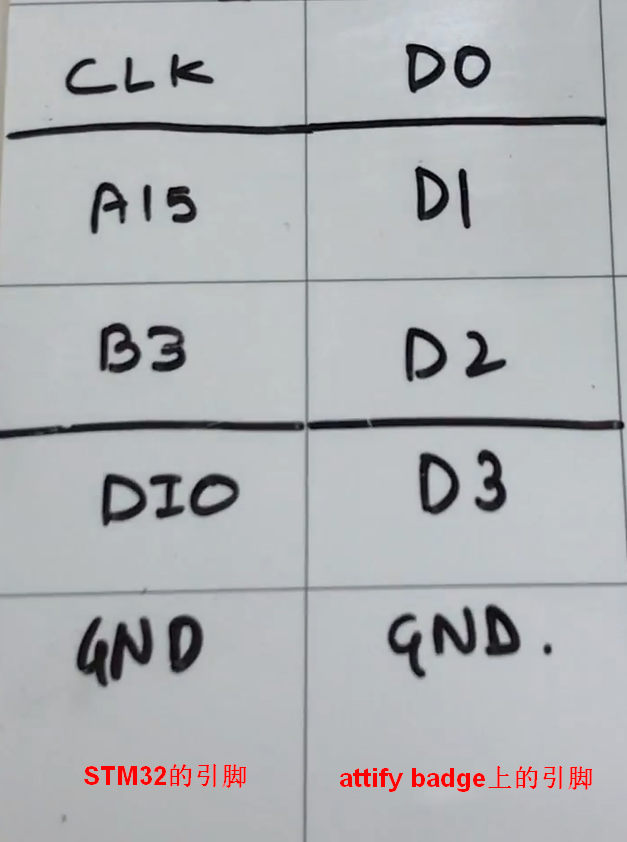 CLK D0
A15 D1
B3 D2
DIO D3
GND GND.
STM32的引脚 attify badge上的引脚